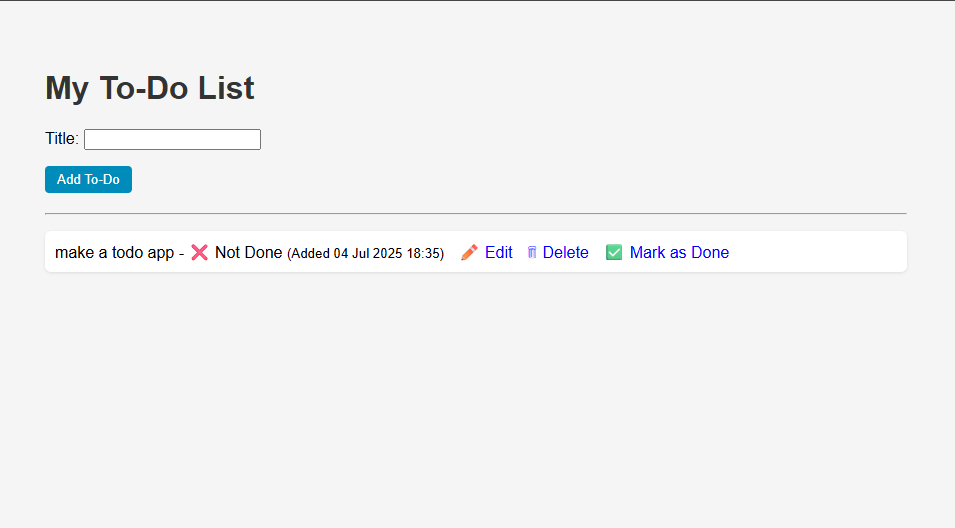 My To-Do List
Title:
Add To-Do
make a todo app - ❌ Not Done (Added 04 Jul 2025 18:35) ✏️ Edit 🗑 Delete ✅ Mark as Done